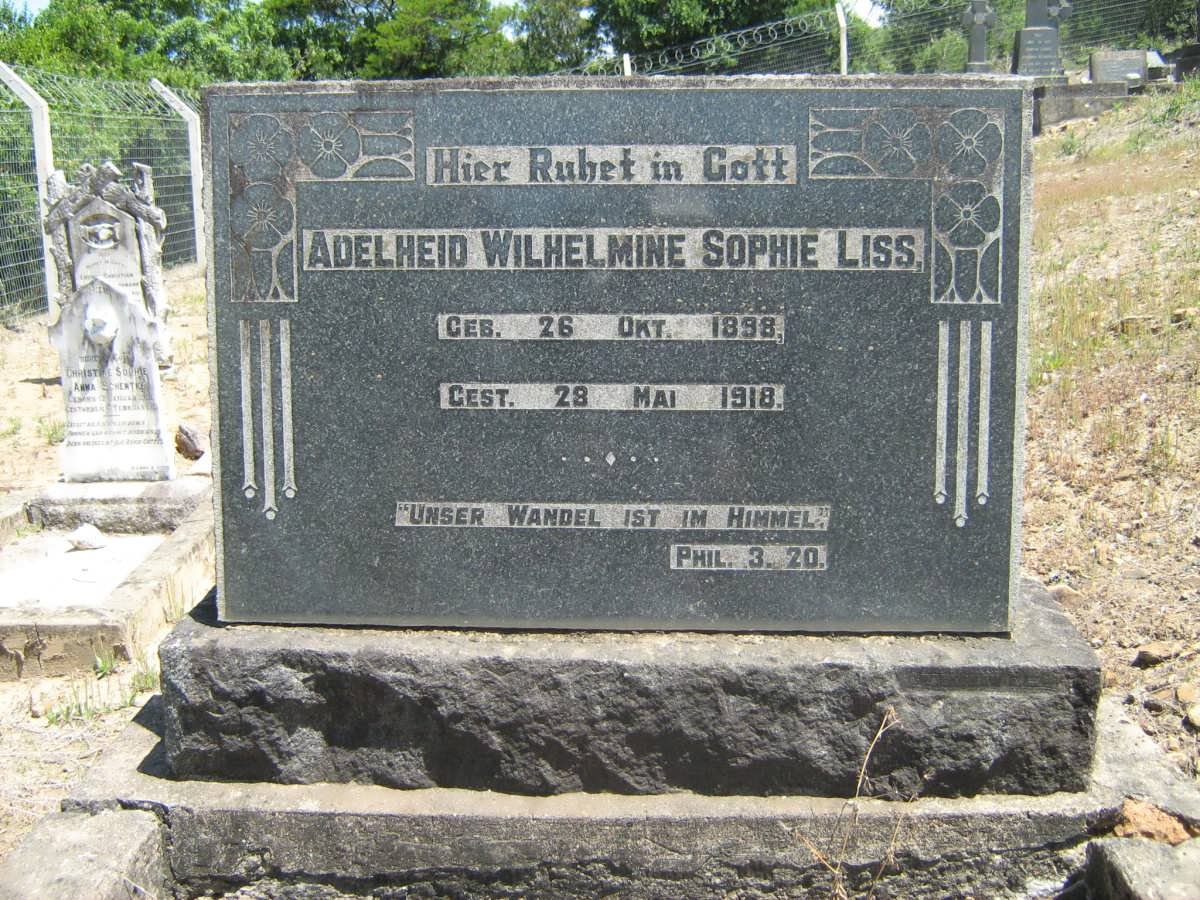 Hier Ruhet in Gott
ADELHEID WILHELMINE SOPHIE LISS,
GEB. 26 OKT. 1898,
GEST. 28 MAI 1918.
"UNSER WANDEL IST IM HIMMEL".
PHIL. 3. 20.
CHRISTINE SOPHIE
ANNA SCHENTKE